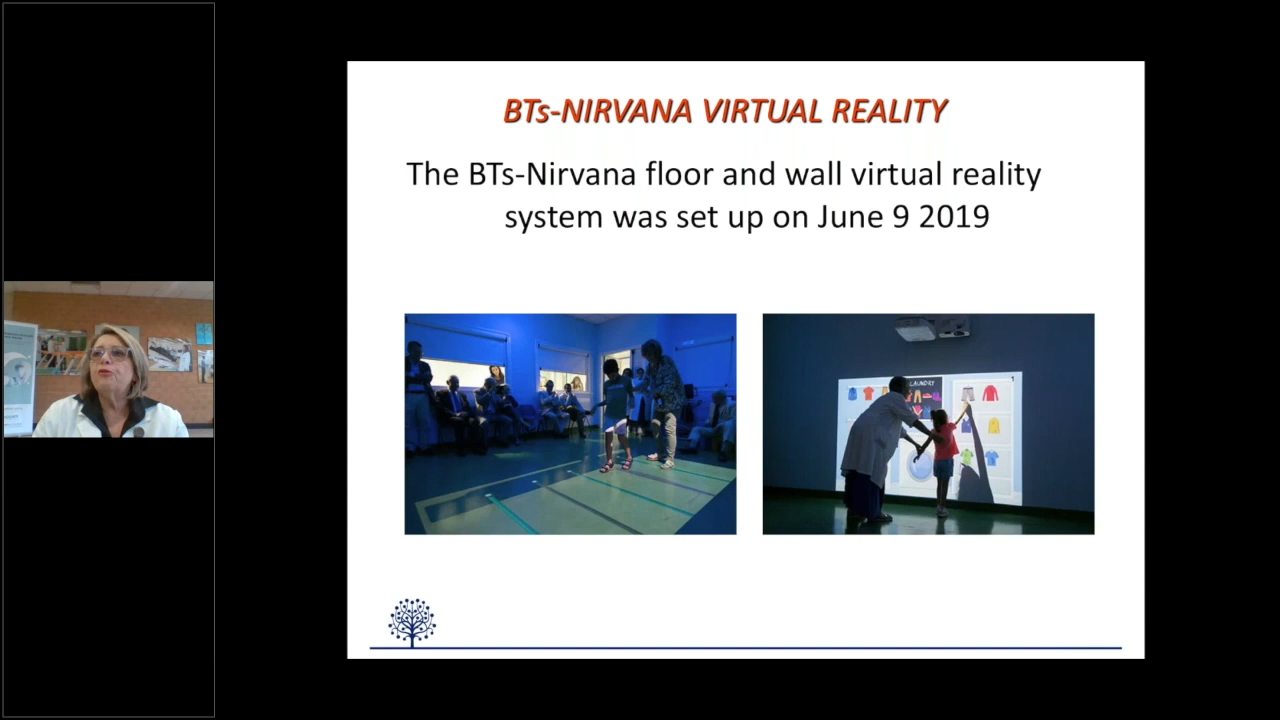 BTs-NIRVANA VIRTUAL REALITY
The BTs-Nirvana floor and wall virtual reality
system was set up on June 9 2019
LAUNDRY